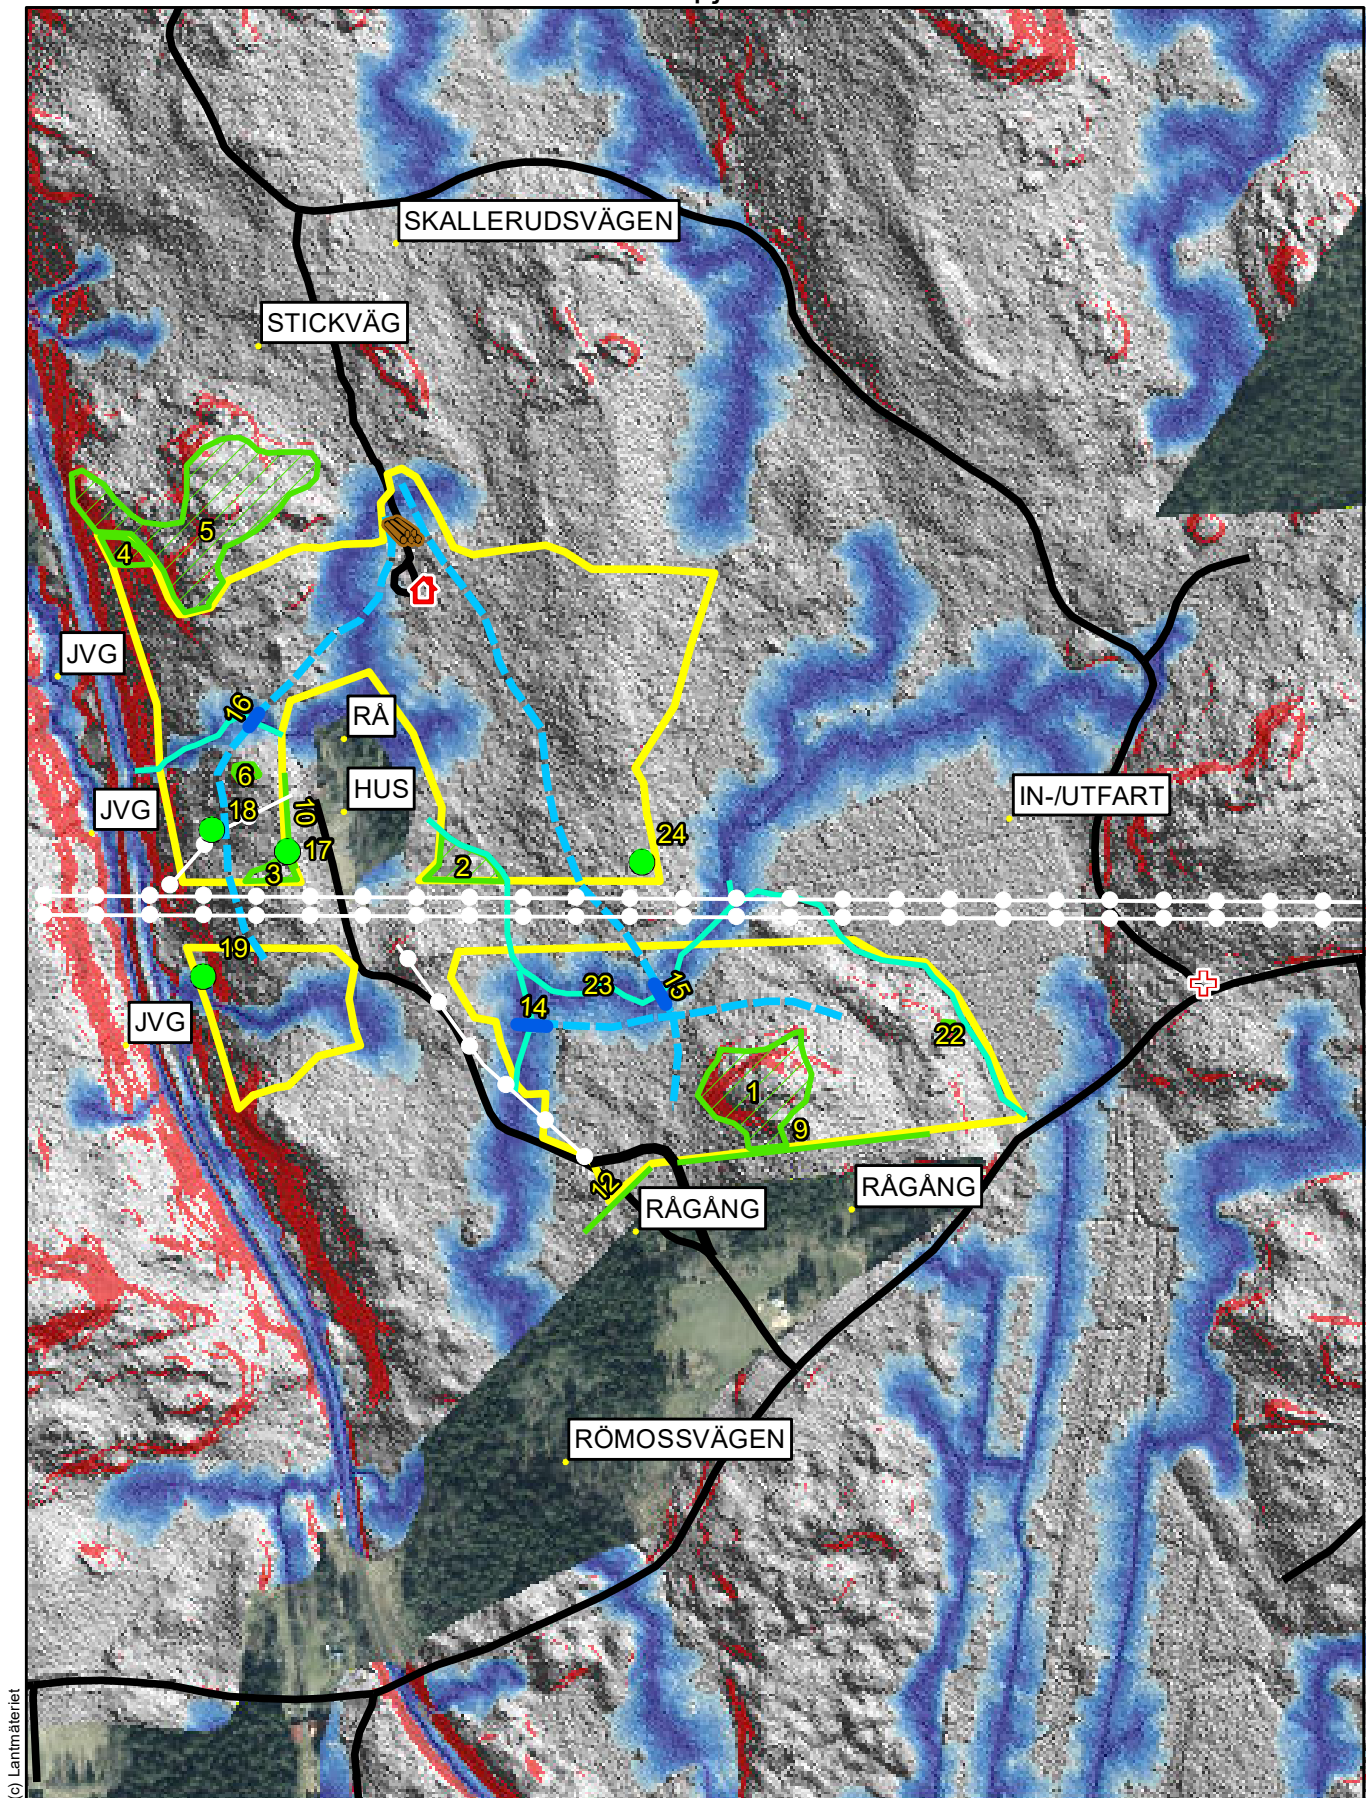 SKALLERUDSVÄGEN
STICKVÄG
5
4
JVG
16
RÅ
6
HUS
JVG
18
10
IN-/UTFART
17
24
3
2
19
23
15
14
JVG
22
1
9
12
RÅGÅNG
RÅGÅNG
RÖMOSSVÄGEN
(c) Lantmäteriet